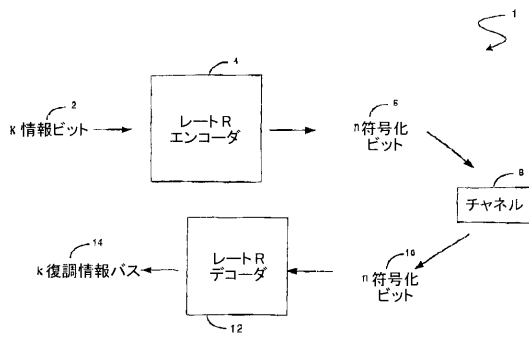 1
4
2
k 情報ビット
レートR
エンコーダ
6
n符号化
ビット
8
チャネル
14
k 復調情報バス
レートR
デコーダ
12
10
n 符号化
ビット